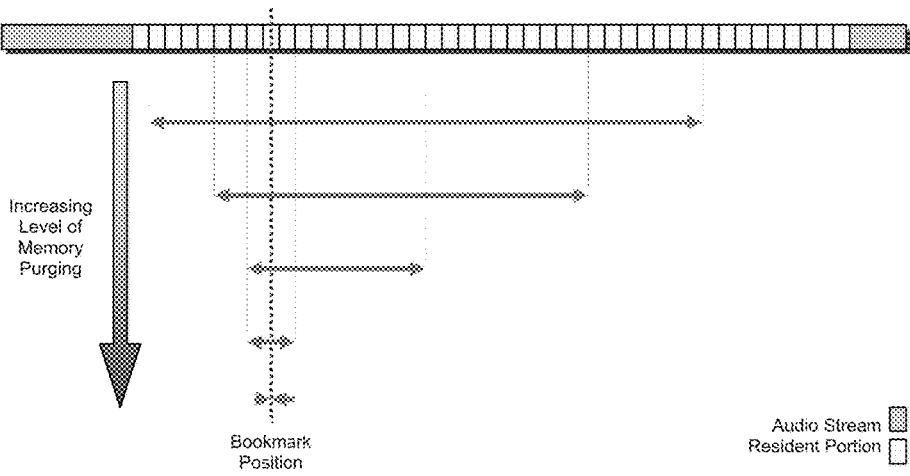 Increasing
Level of
Memory
Purging
Bookmark
Position
Audio Stream
Resident Portion